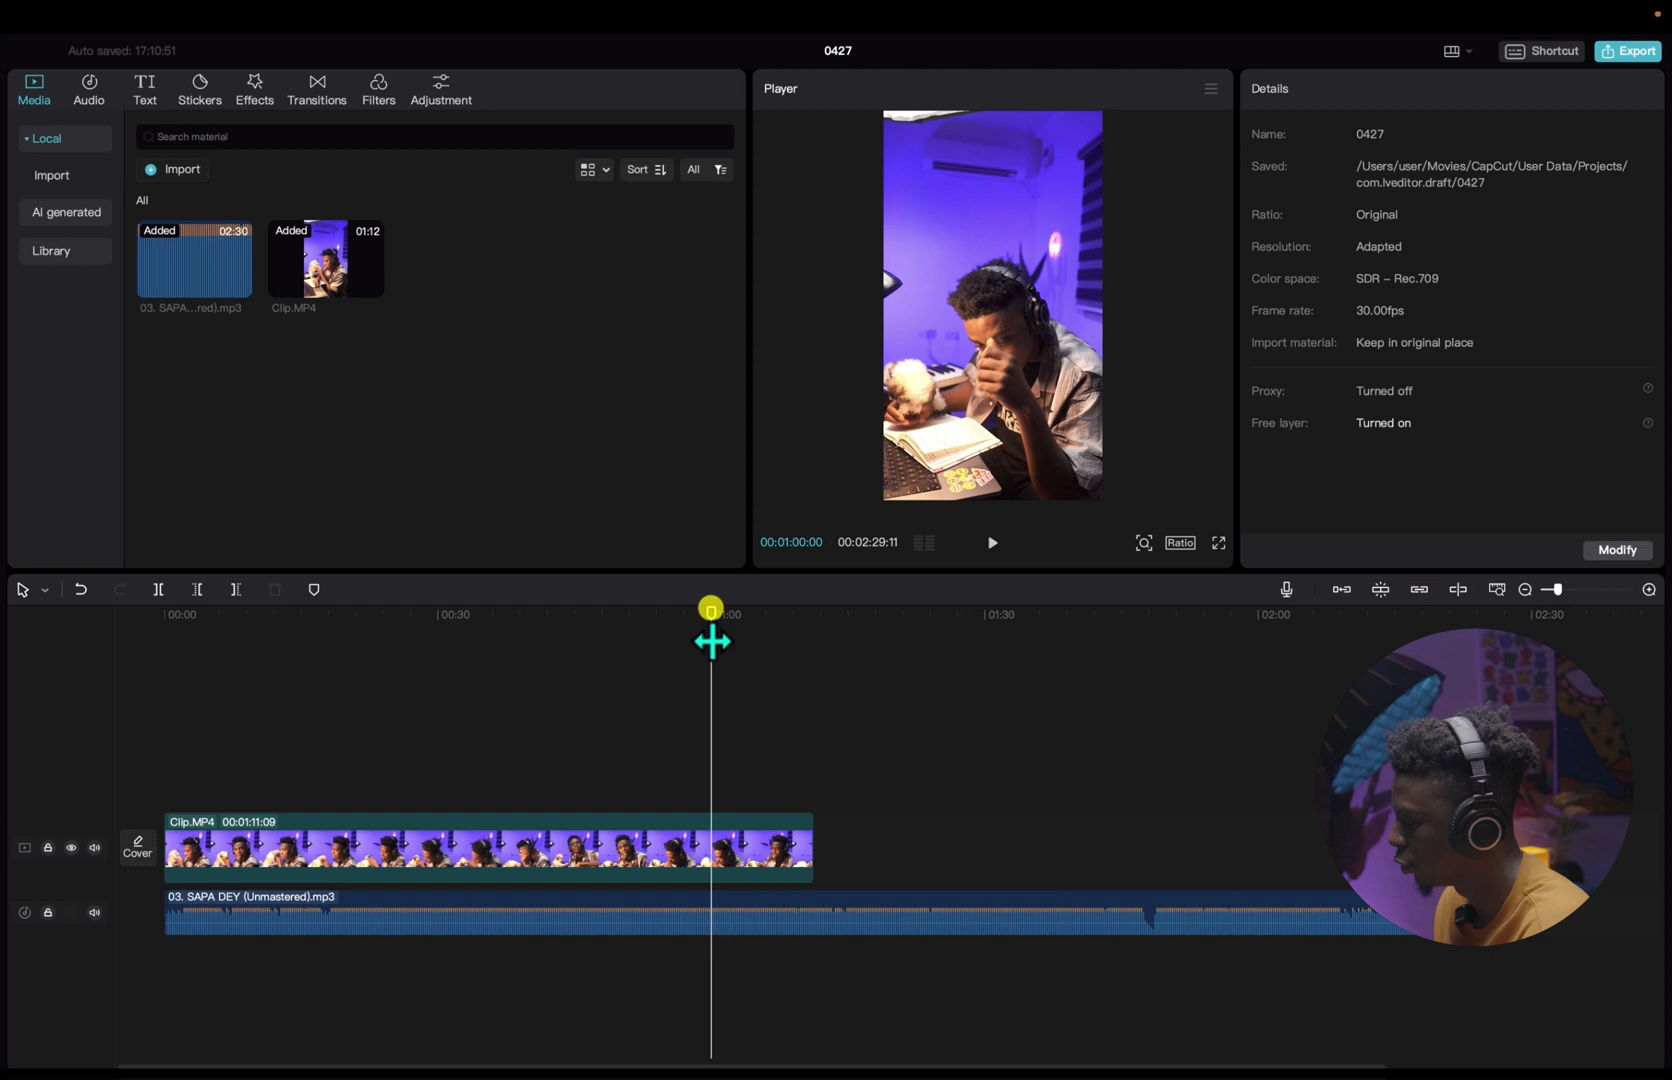 Auto saved: 17:10:51
0427
Shortcut
Export
Media
Audio
TI
Text
Stickers
Effects
Transitions
Filters
Adjustment
Local
Import
AI generated
Library
Search material
Import
Sort
All
All
Added
02:30
03. SAPA...red).mp3
Added
01:12
Clip.MP4
Player
00:01:00:00
00:02:29:11
Ratio
Details
Name: 0427
Saved: /Users/user/Movies/CapCut/User Data/Projects/
com.lveditor.draft/0427
Ratio: Original
Resolution: Adapted
Color space: SDR – Rec.709
Frame rate: 30.00fps
Import material: Keep in original place
Proxy: Turned off
Free layer: Turned on
Modify
00:00
00:30
1:00
01:30
02:00
02:30
Cover
Clip.MP4 00:01:11:09
03. SAPA DEY (Unmastered).mp3